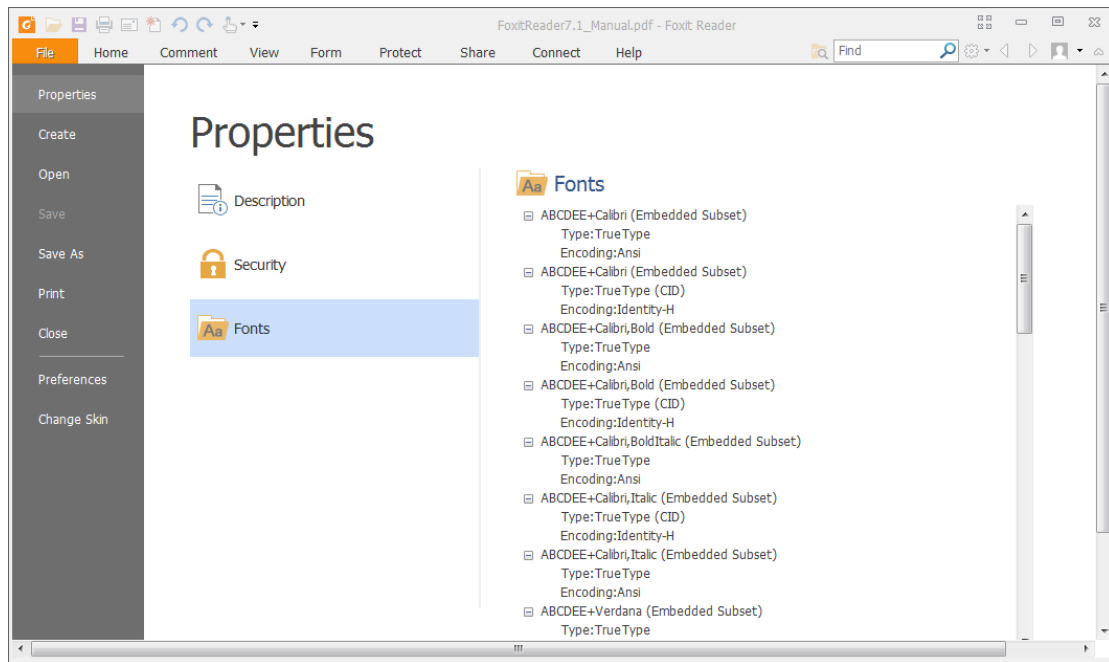 FoxitReader7.1_Manual.pdf - Foxit Reader
File Home Comment View Form Protect Share Connect Help Find
Properties
Create
Open
Save
Save As
Print
Close
Preferences
Change Skin
Properties
Description
Security
Aa Fonts
Aa Fonts
ABCDEE+Calibri (Embedded Subset)
Type:TrueType
Encoding:Ansi
ABCDEE+Calibri (Embedded Subset)
Type:TrueType (CID)
Encoding:Identity-H
ABCDEE+Calibri,Bold (Embedded Subset)
Type:TrueType
Encoding:Ansi
ABCDEE+Calibri,Bold (Embedded Subset)
Type:TrueType (CID)
Encoding:Identity-H
ABCDEE+Calibri,BoldItalic (Embedded Subset)
Type:TrueType
Encoding:Ansi
ABCDEE+Calibri,Italic (Embedded Subset)
Type:TrueType (CID)
Encoding:Identity-H
ABCDEE+Calibri,Italic (Embedded Subset)
Type:TrueType
Encoding:Ansi
ABCDEE+Verdana (Embedded Subset)
Type:TrueType